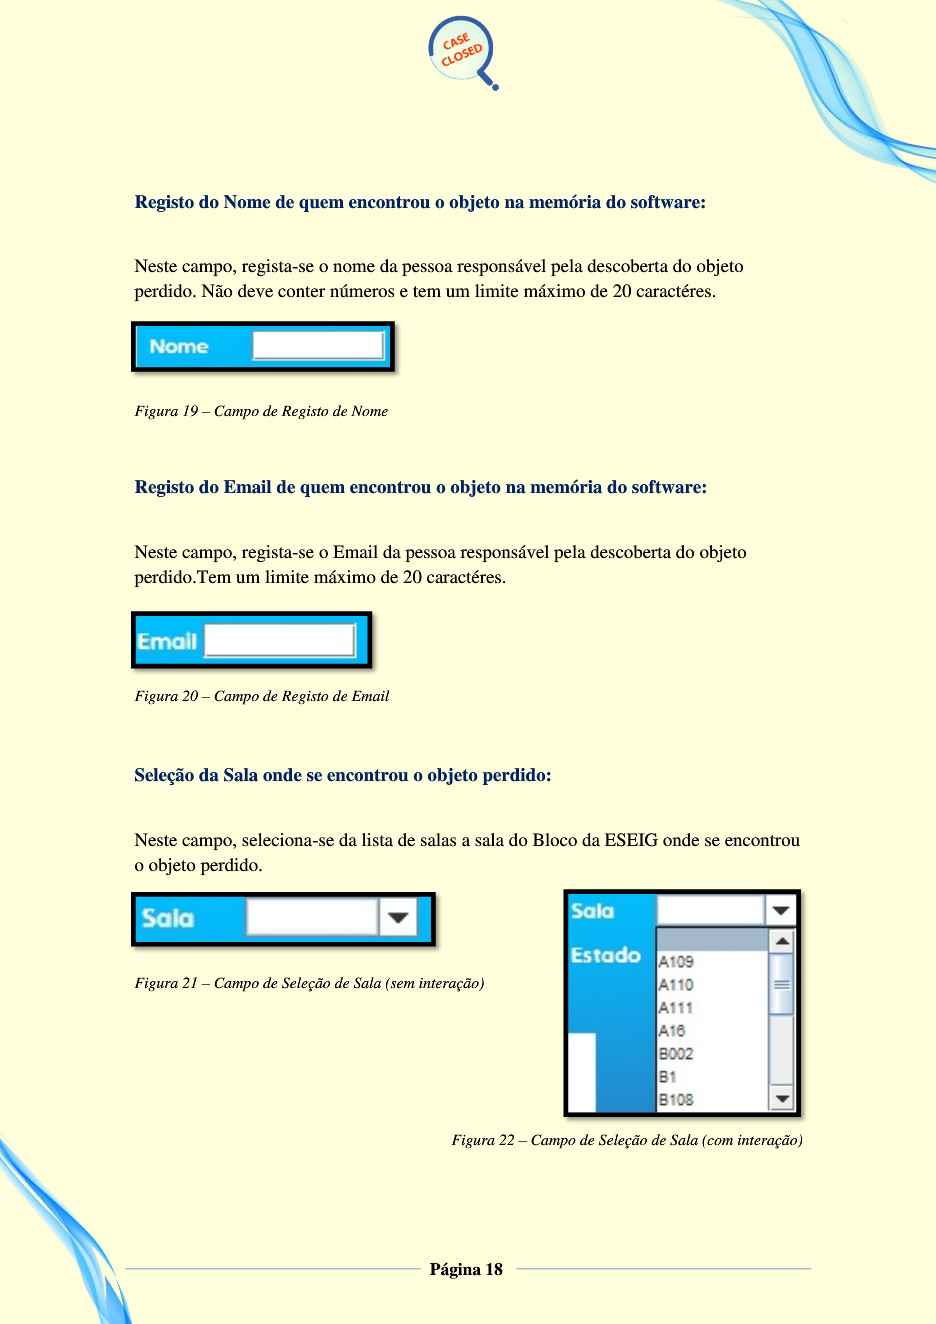 CASE
CLOSED
Registo do Nome de quem encontrou o objeto na memória do software:
Neste campo, regista-se o nome da pessoa responsável pela descoberta do objeto
perdido. Não deve conter números e tem um limite máximo de 20 caractéres.
Nome
Figura 19 – Campo de Registo de Nome
Registo do Email de quem encontrou o objeto na memória do software:
Neste campo, regista-se o Email da pessoa responsável pela descoberta do objeto
perdido.Tem um limite máximo de 20 caractéres.
Email
Figura 20 – Campo de Registo de Email
Seleção da Sala onde se encontrou o objeto perdido:
Neste campo, seleciona-se da lista de salas a sala do Bloco da ESEIG onde se encontrou
o objeto perdido.
Sala
Figura 21 – Campo de Seleção de Sala (sem interação)
Sala
Estado
A109
A110
A111
A16
B002
B1
B108
Figura 22 – Campo de Seleção de Sala (com interação)
Página 18